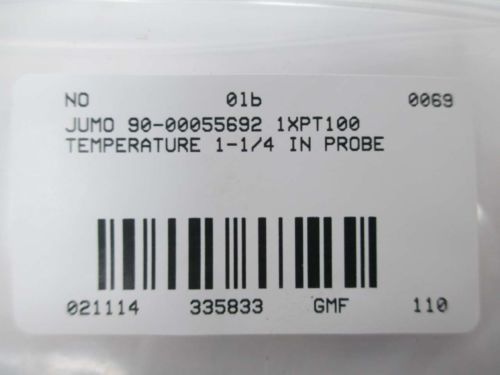 NO 01b 0069
JUMO 90-00055692 1XPT100
TEMPERATURE 1-1/4 IN PROBE
021114 335833 GMF 110